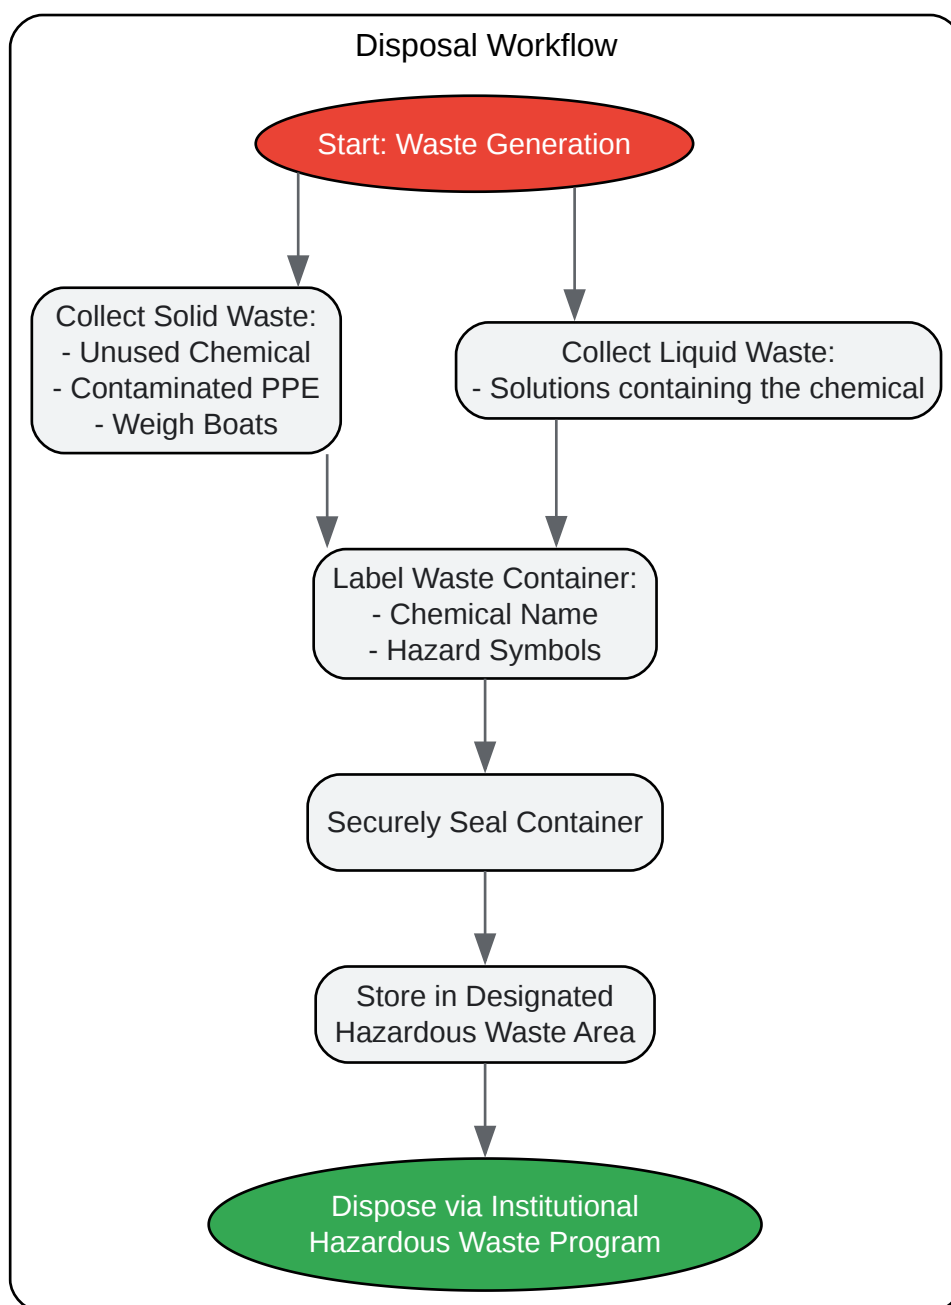 Disposal Workflow
Start: Waste Generation
Collect Solid Waste:
- Unused Chemical
- Contaminated PPE
- Weigh Boats
Collect Liquid Waste:
- Solutions containing the chemical
Label Waste Container:
- Chemical Name
- Hazard Symbols
Securely Seal Container
Store in Designated
Hazardous Waste Area
Dispose via Institutional
Hazardous Waste Program